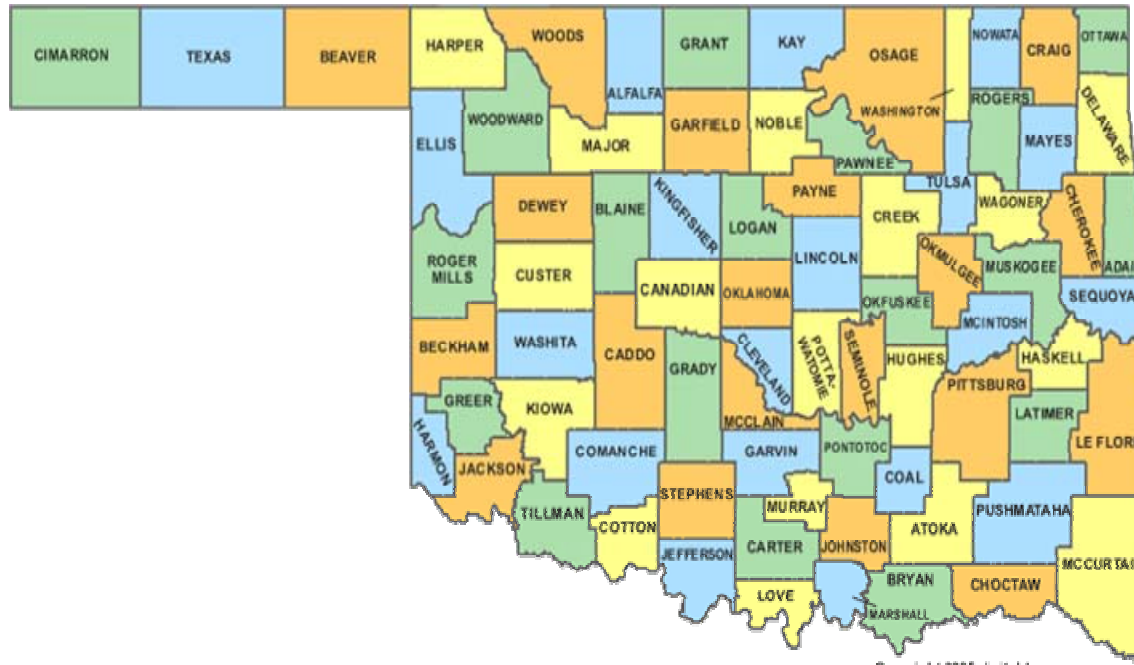 CIMARRON
TEXAS
BEAVER
HARPER
WOODS
ALFALFA
GRANT
KAY
OSAGE
WASHINGTON
NOWATA
CRAIG
OTTAWA
ELLIS
WOODWARD
MAJOR
GARFIELD
NOBLE
PAWNEE
ROGERS
MAYES
DELAWARE
DEWEY
BLAINE
KINGFISHER
LOGAN
PAYNE
CREEK
TULSA
WAGONER
CHEROKEE
ADAI
ROGER
MILLS
CUSTER
CANADIAN
OKLAHOMA
LINCOLN
OKFUSKEE
OKMULGEE
MUSKOGEE
SEQUOYA
BECKHAM
WASHITA
CADDO
GRADY
CLEVELAND
POTTA-
WATOMIE
SEMINOLE
HUGHES
MCINTOSH
HASKELL
PITTSBURG
GREER
KIOWA
MCCLAIN
LATIMER
LE FLOR
HARMON
JACKSON
COMANCHE
GARVIN
PONTOTOC
COAL
TILLMAN
COTTON
STEPHENS
MURRAY
ATOKA
PUSHMATAHA
JEFFERSON
CARTER
JOHNSTON
MCCURTAI
LOVE
MARSHALL
BRYAN
CHOCTAW